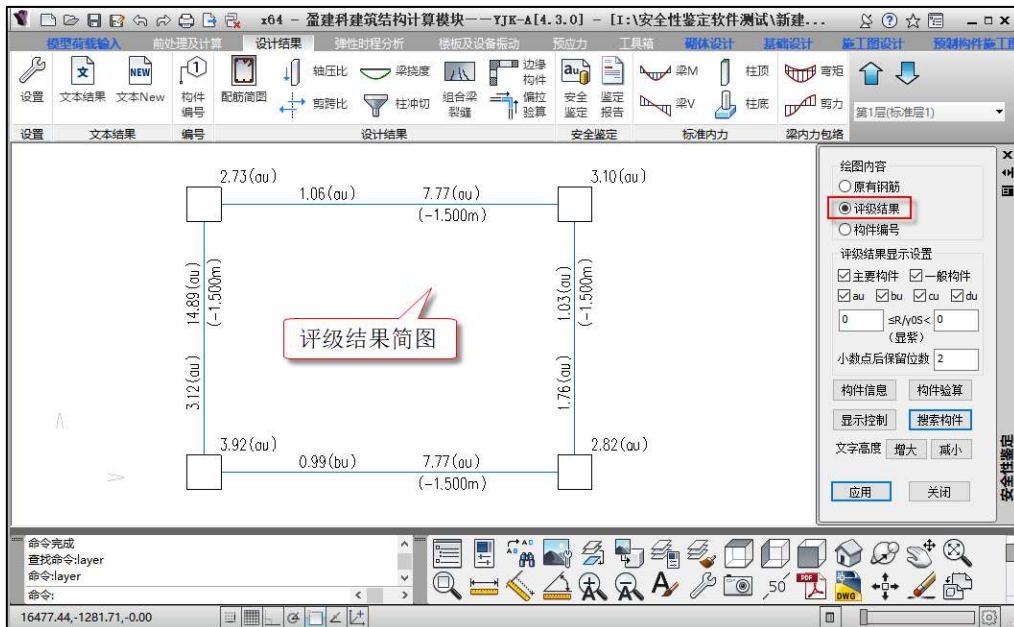 x64 - 盈建科建筑结构计算模块--YJK-A[4.3.0] - [I:\安全性鉴定软件测试\新建...
模型荷载输入 前处理及计算 设计结果 弹性时程分析 楼板及设备振动 预应力 工具箱 砌体设计 基础设计 施工图设计 预制构件施工图
设置 文本结果 文本New 构件编号 配筋简图 轴压比 梁挠度 组合梁裂缝 边缘构件 安全鉴定 鉴定报告 梁M 柱顶 弯矩
剪跨比 柱冲切 偏拉验算 梁V 柱底 剪力 第1层(标准层1)
设置 文本结果 编号 设计结果 安全鉴定 标准内力 梁内力包络
2.73(au)
1.06(au) 7.77(au)
(-1.500m)
3.10(au)
14.89(au)
(-1.500m)
3.12(au)
1.03(au)
(-1.500m)
1.76(au)
评级结果简图
3.92(au)
0.99(bu) 7.77(au)
(-1.500m)
2.82(au)
绘图内容
原有钢筋
评级结果
构件编号
评级结果显示设置
主要构件 一般构件
au bu cu du
0 ≤R/γ0S< 0
(显紫)
小数点后保留位数 2
构件信息 构件验算
显示控制 搜索构件
文字高度 增大 减小
应用 关闭
安全性鉴定
命令完成
查找命令:layer
命令:layer
命令:
16477.44,-1281.71,-0.00